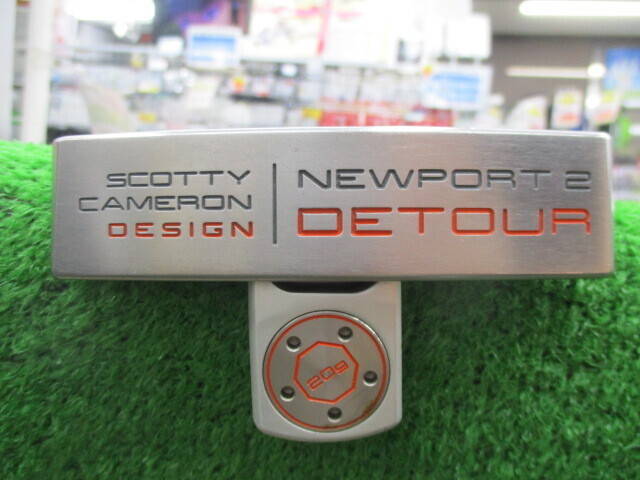 SCOTTY
CAMERON
DESIGN
NEWPORT 2
DETOUR
20g